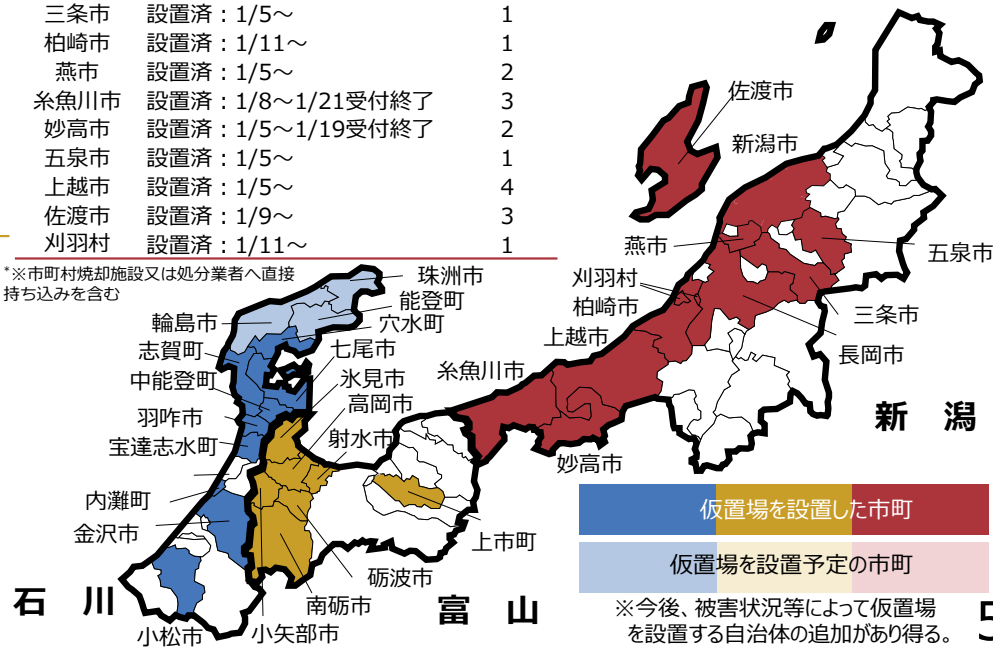 三条市 設置済：1/5～ 1
柏崎市 設置済：1/11～ 1
燕市 設置済：1/5～ 2
糸魚川市 設置済：1/8～1/21受付終了 3
妙高市 設置済：1/5～1/19受付終了 2
五泉市 設置済：1/5～ 1
上越市 設置済：1/5～ 4
佐渡市 設置済：1/9～ 3
刈羽村 設置済：1/11～ 1
*※市町村焼却施設又は処分業者へ直接
持ち込みを含む
佐渡市
新潟市
燕市
五泉市
刈羽村
柏崎市
三条市
上越市
長岡市
糸魚川市
妙高市
新 潟
珠洲市
能登町
輪島市
穴水町
志賀町
七尾市
中能登町
氷見市
高岡市
羽咋市
射水市
宝達志水町
内灘町
金沢市
上市町
砺波市
石 川
南砺市
富 山
小松市
小矢部市
仮置場を設置した市町
仮置場を設置予定の市町
※今後、被害状況等によって仮置場
を設置する自治体の追加があり得る。
5